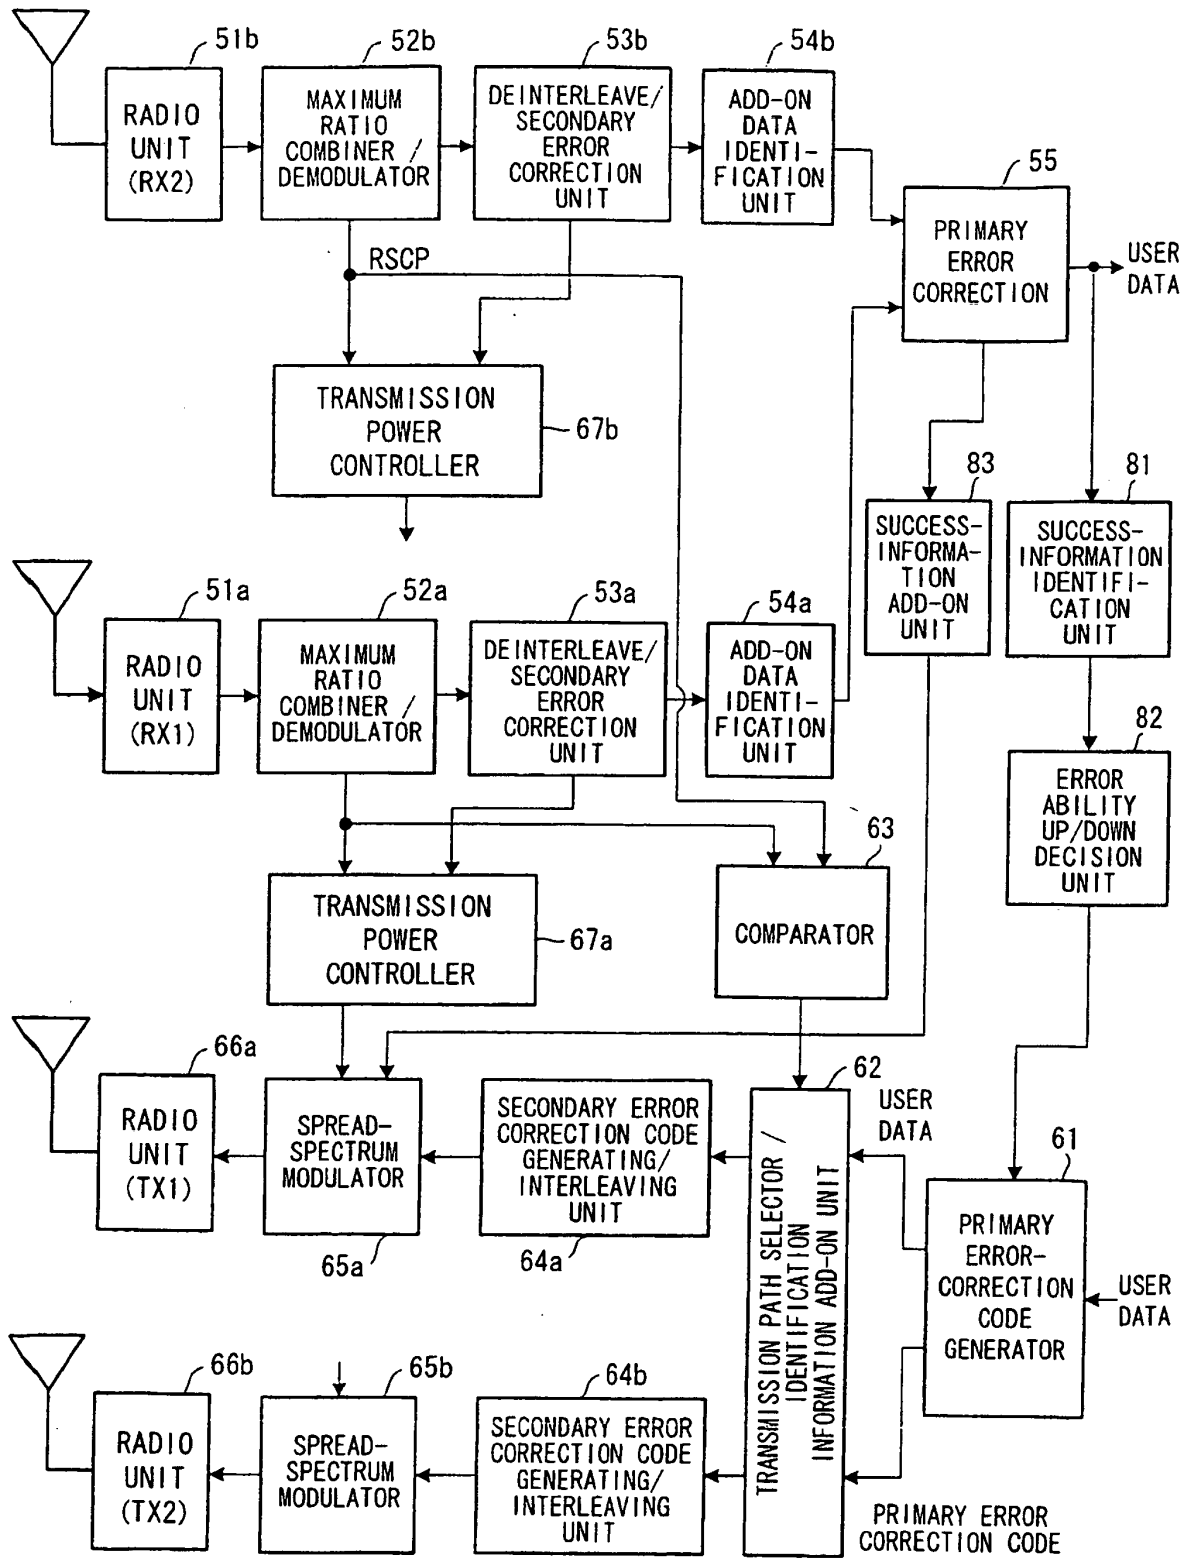 51b
52b
53b
54b
RADIO
UNIT
(RX2)
MAXIMUM
RATIO
COMBINER /
DEMODULATOR
DEINTERLEAVE/
SECONDARY
ERROR
CORRECTION
UNIT
ADD-ON
DATA
IDENTI-
FICATION
UNIT
55
PRIMARY
ERROR
CORRECTION
USER
DATA
RSCP
TRANSMISSION
POWER
CONTROLLER
67b
83
81
SUCCESS-
INFORMA-
TION
ADD-ON
UNIT
SUCCESS-
INFORMATION
IDENTIFI-
CATION
UNIT
51a
52a
53a
54a
RADIO
UNIT
(RX1)
MAXIMUM
RATIO
COMBINER /
DEMODULATOR
DEINTERLEAVE/
SECONDARY
ERROR
CORRECTION
UNIT
ADD-ON
DATA
IDENTI-
FICATION
UNIT
82
ERROR
ABILITY
UP/DOWN
DECISION
UNIT
63
COMPARATOR
TRANSMISSION
POWER
CONTROLLER
67a
66a
RADIO
UNIT
(TX1)
SPREAD-
SPECTRUM
MODULATOR
65a
SECONDARY ERROR
CORRECTION CODE
GENERATING/
INTERLEAVING
UNIT
64a
62
TRANSMISSION PATH SELECTOR /
IDENTIFICATION
INFORMATION ADD-ON UNIT
USER
DATA
61
PRIMARY
ERROR-
CORRECTION
CODE
GENERATOR
USER
DATA
66b
RADIO
UNIT
(TX2)
65b
SPREAD-
SPECTRUM
MODULATOR
64b
SECONDARY ERROR
CORRECTION CODE
GENERATING/
INTERLEAVING
UNIT
PRIMARY ERROR
CORRECTION CODE